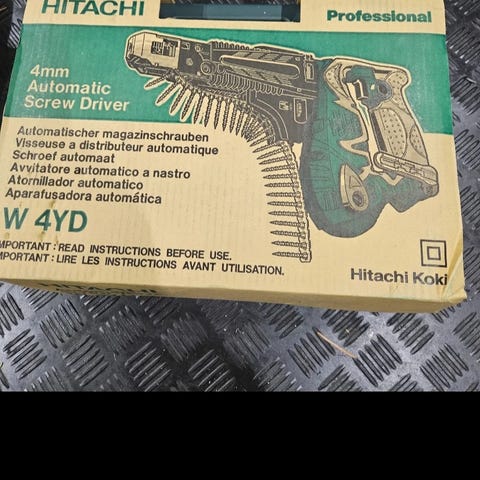 HITACHI
Professional
4mm
Automatic
Screw Driver
Automatischer magazinschrauben
Visseuse a distributeur automatique
Schroef automaat
Avvitatore automatico a nastro
Atornillador automatico
Aparafusadora automática
W 4YD
IMPORTANT: READ INSTRUCTIONS BEFORE USE.
IMPORTANT: LIRE LES INSTRUCTIONS AVANT UTILISATION.
Hitachi Koki
HITACHI